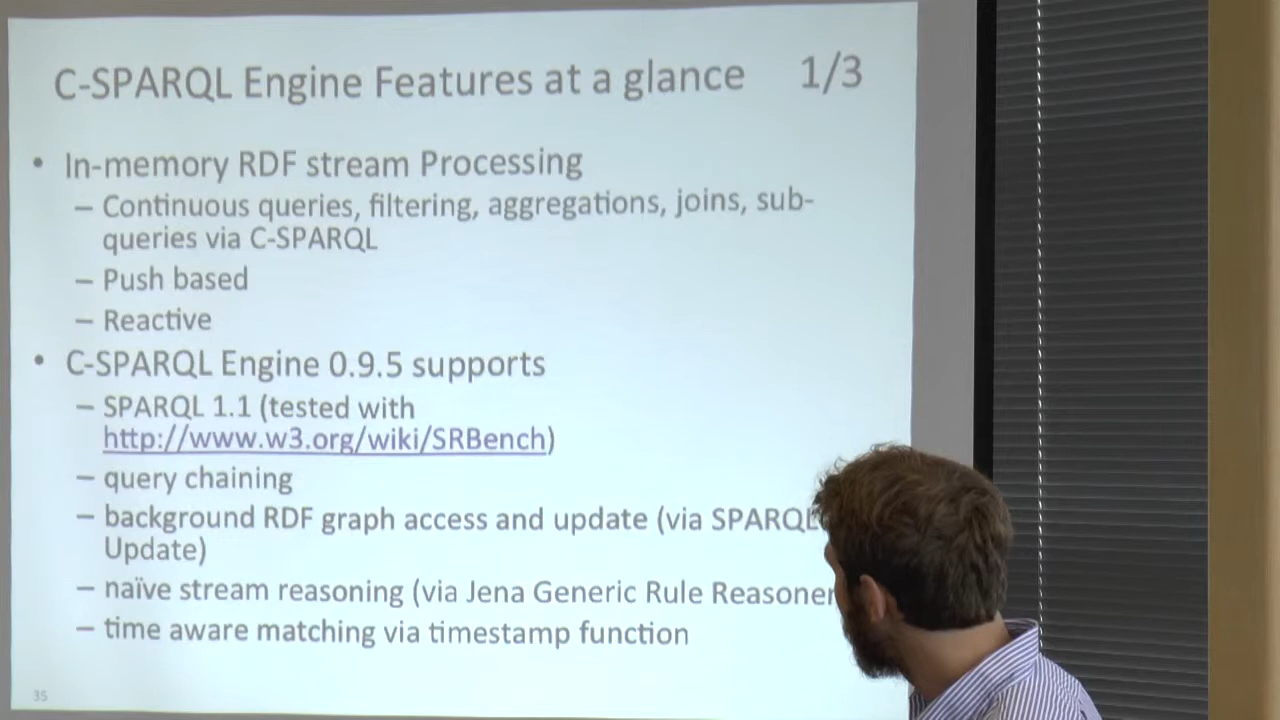 C-SPARQL Engine Features at a glance 1/3
• In-memory RDF stream Processing
– Continuous queries, filtering, aggregations, joins, sub-
queries via C-SPARQL
– Push based
– Reactive
• C-SPARQL Engine 0.9.5 supports
– SPARQL 1.1 (tested with
http://www.w3.org/wiki/SRBench)
– query chaining
– background RDF graph access and update (via SPARQL
Update)
– naïve stream reasoning (via Jena Generic Rule Reasoner
– time aware matching via timestamp function
35